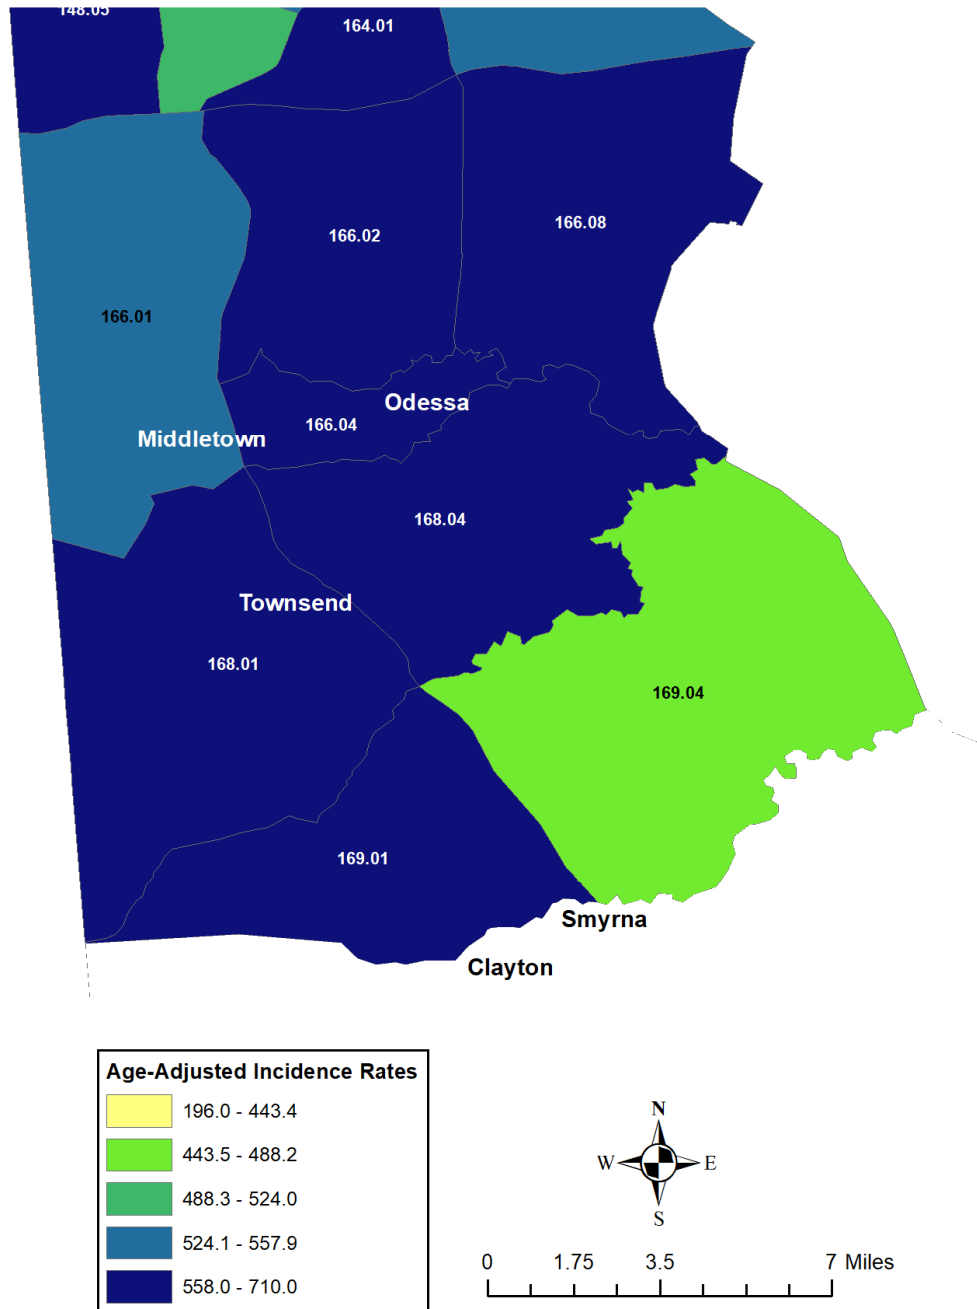 148.05
164.01
166.02
166.08
166.01
Odessa
166.04
Middletown
168.04
Townsend
168.01
169.04
169.01
Smyrna
Clayton
Age-Adjusted Incidence Rates
196.0 - 443.4
443.5 - 488.2
488.3 - 524.0
524.1 - 557.9
558.0 - 710.0
N
W E
S
0 1.75 3.5 7 Miles